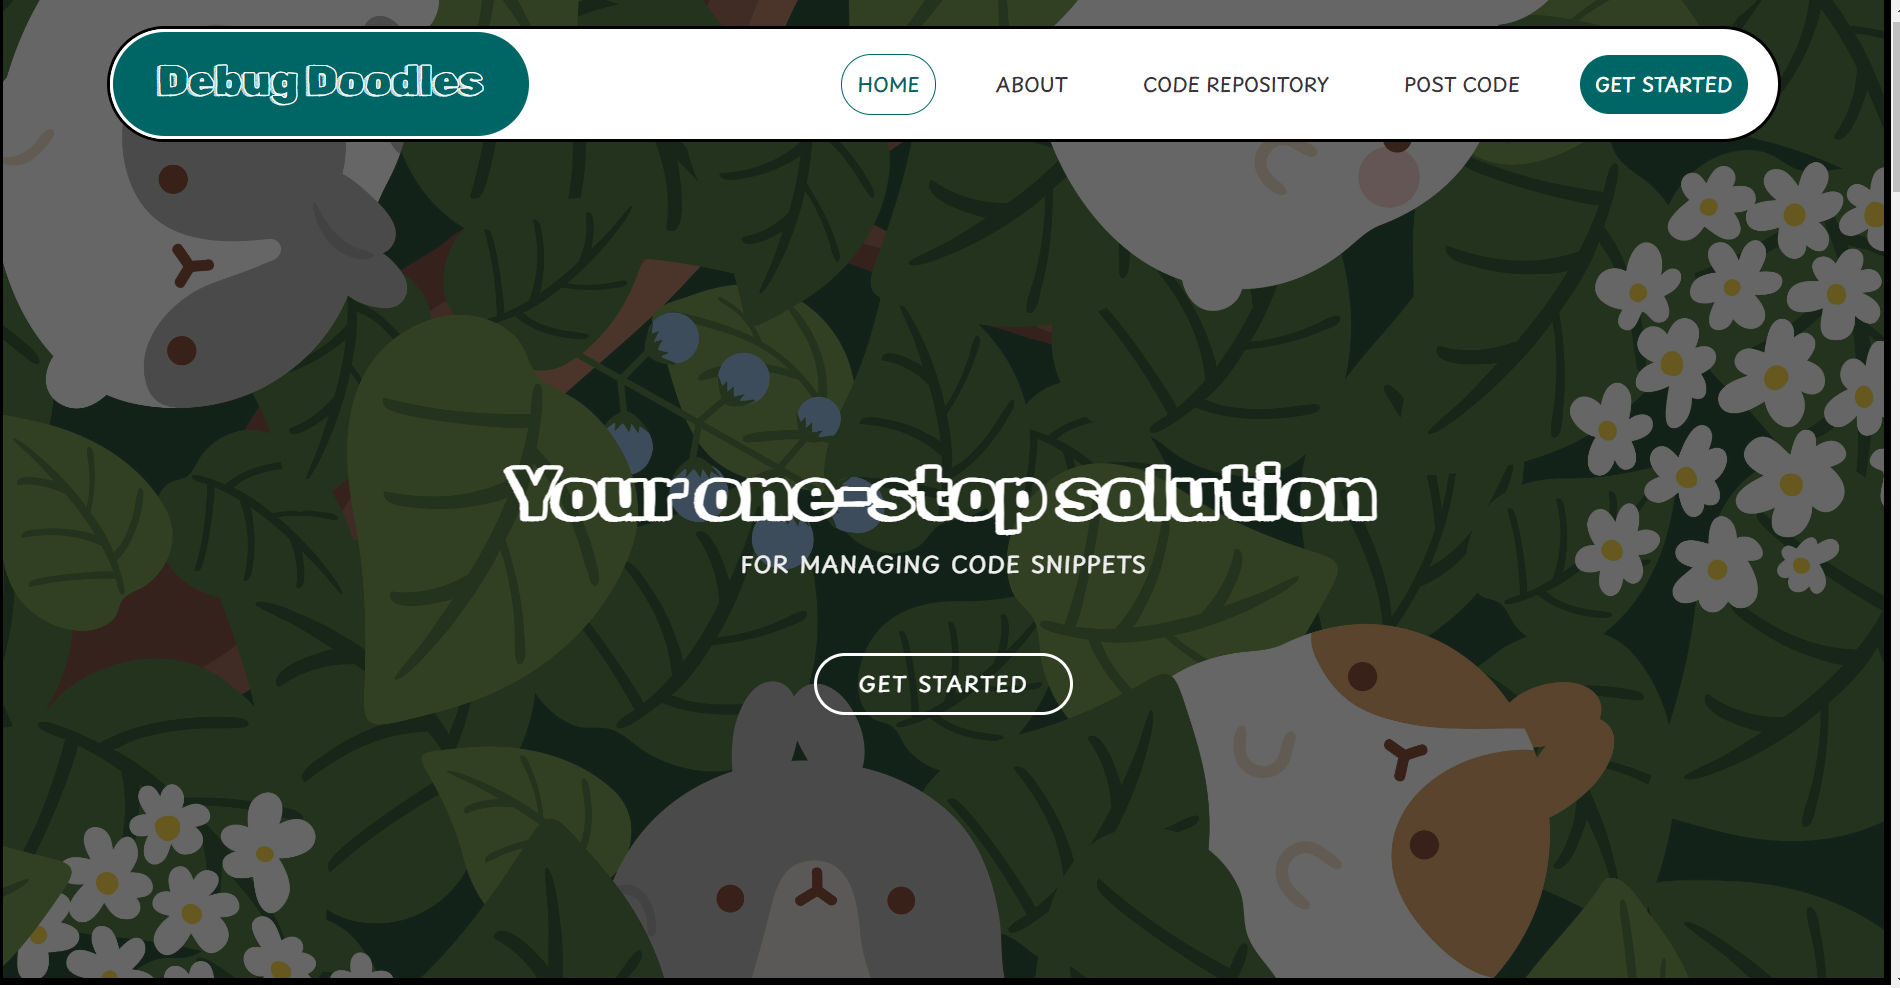 Debug Doodles
HOME
ABOUT
CODE REPOSITORY
POST CODE
GET STARTED
Your one-stop solution
FOR MANAGING CODE SNIPPETS
GET STARTED